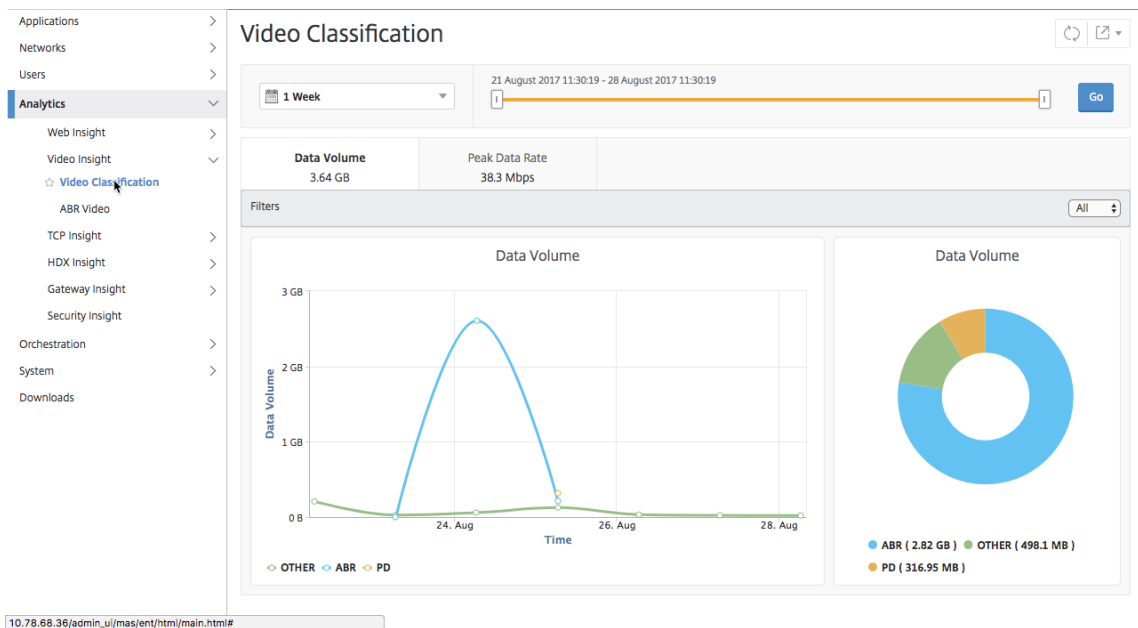 Applications
Networks
Users
Analytics
Web Insight
Video Insight
Video Classification
ABR Video
TCP Insight
HDX Insight
Gateway Insight
Security Insight
Orchestration
System
Downloads
Video Classification
1 Week
21 August 2017 11:30:19 - 28 August 2017 11:30:19
Go
Data Volume
3.64 GB
Peak Data Rate
38.3 Mbps
Filters
All
Data Volume
3 GB
2 GB
1 GB
0 B
Data Volume
24. Aug
26. Aug
28. Aug
Time
OTHER ABR PD
Data Volume
ABR ( 2.82 GB ) OTHER ( 498.1 MB )
PD ( 316.95 MB )
10.78.68.36/admin_ui/mas/ent/html/main.html#